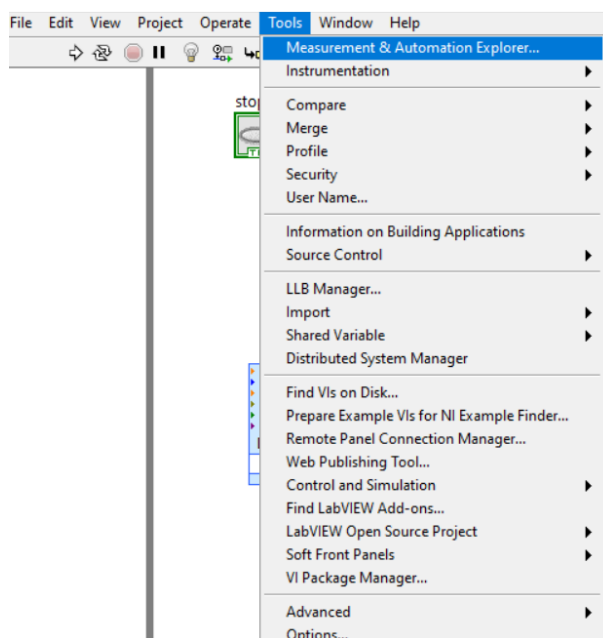 File Edit View Project Operate Tools Window Help
Measurement & Automation Explorer...
Instrumentation
Compare
Merge
Profile
Security
User Name...
Information on Building Applications
Source Control
LLB Manager...
Import
Shared Variable
Distributed System Manager
Find VIs on Disk...
Prepare Example VIs for NI Example Finder...
Remote Panel Connection Manager...
Web Publishing Tool...
Control and Simulation
Find LabVIEW Add-ons...
LabVIEW Open Source Project
Soft Front Panels
VI Package Manager...
Advanced
Options...